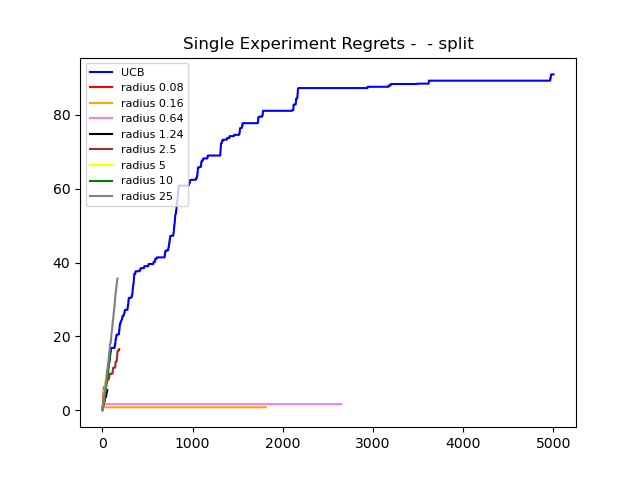 Single Experiment Regrets -  - split
UCB
radius 0.08
radius 0.16
radius 0.64
radius 1.24
radius 2.5
radius 5
radius 10
radius 25
80
60
40
20
0
0 1000 2000 3000 4000 5000